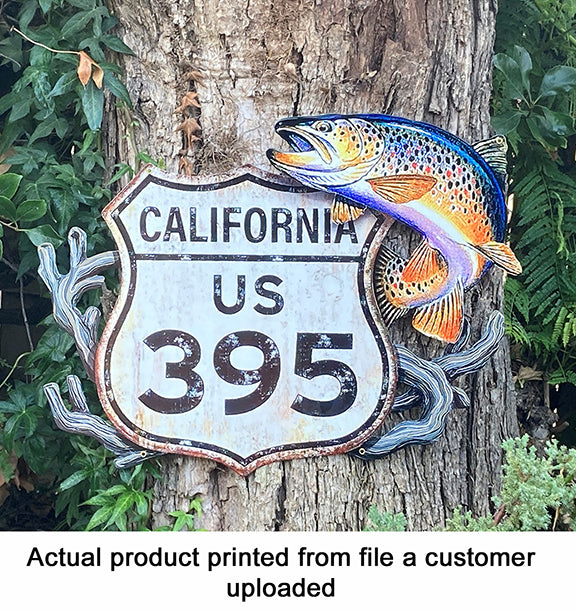 CALIFORNIA
US
395
Actual product printed from file a customer
uploaded